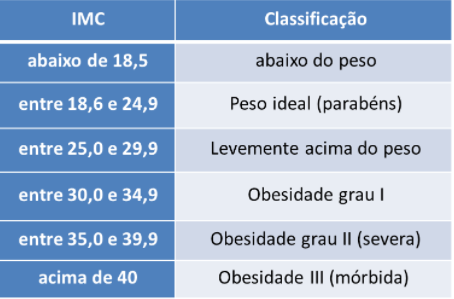 IMC Classificação
abaixo de 18,5 abaixo do peso
entre 18,6 e 24,9 Peso ideal (parabéns)
entre 25,0 e 29,9 Levemente acima do peso
entre 30,0 e 34,9 Obesidade grau I
entre 35,0 e 39,9 Obesidade grau II (severa)
acima de 40 Obesidade III (mórbida)